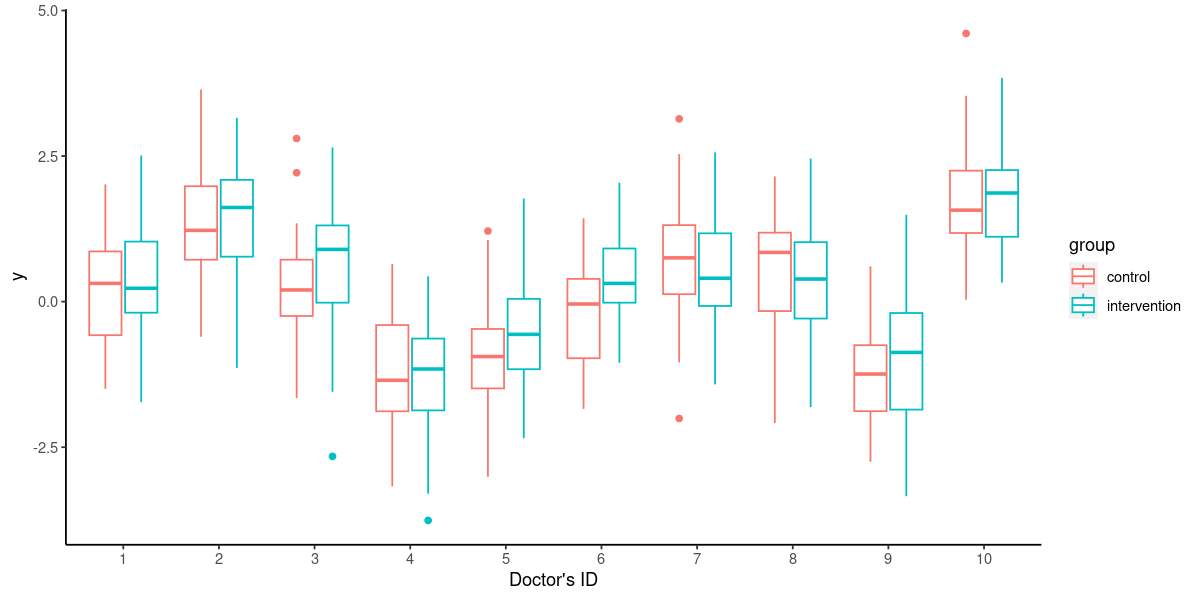 5.0
2.5
0.0
-2.5
y
1 2 3 4 5 6 7 8 9 10
Doctor's ID
group
control
intervention